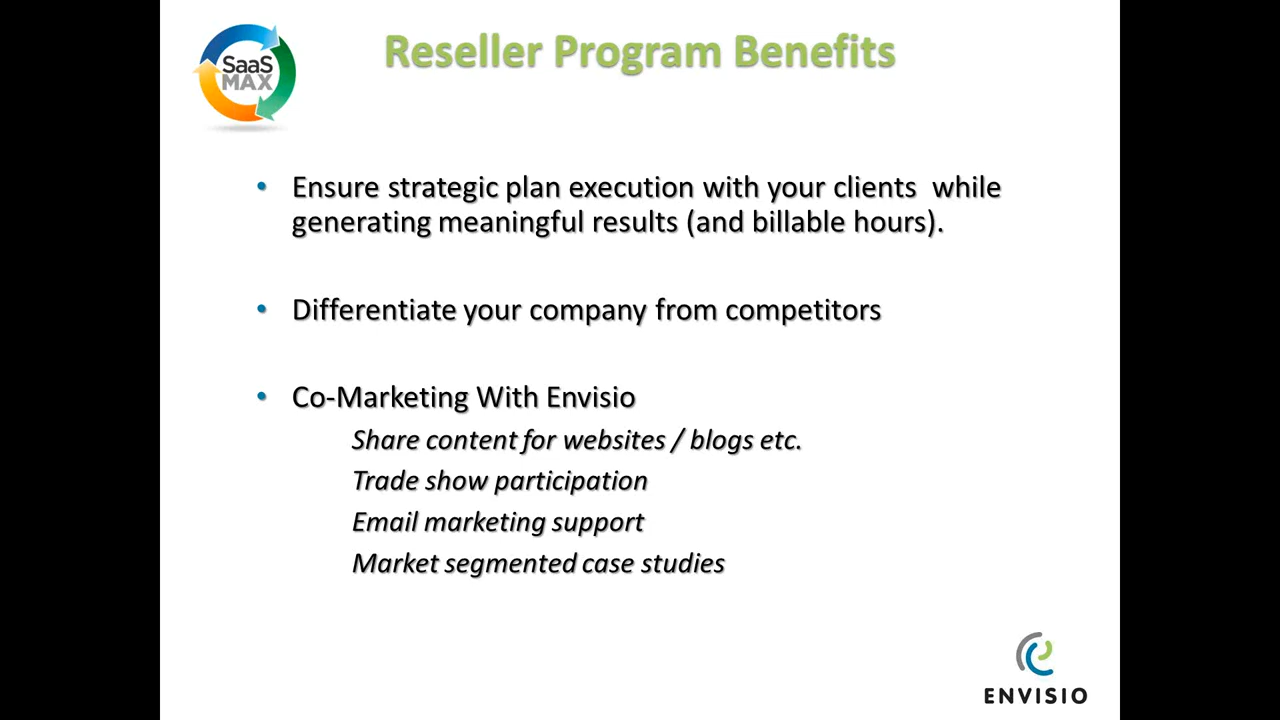 SaaS
MAX
Reseller Program Benefits
• Ensure strategic plan execution with your clients  while
generating meaningful results (and billable hours).
• Differentiate your company from competitors
• Co-Marketing With Envisio
Share content for websites / blogs etc.
Trade show participation
Email marketing support
Market segmented case studies
ENVISIO